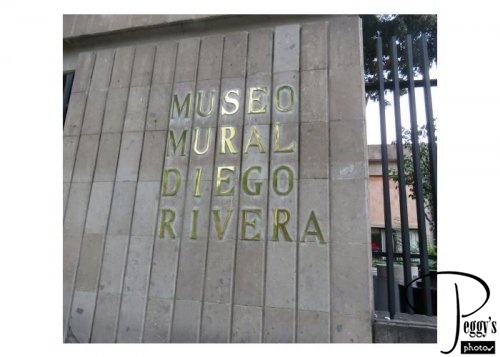 MUSEO
MURAL
DIEGO
RIVERA
Peggy's
photos